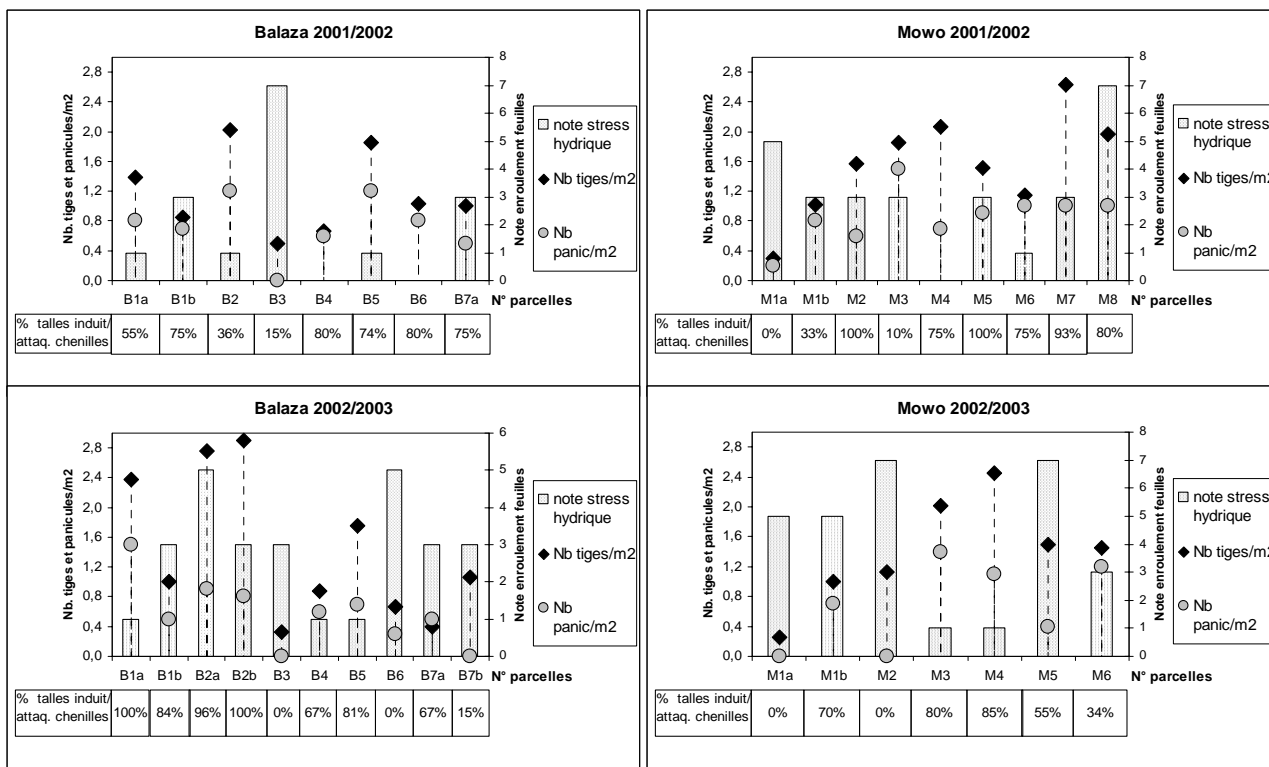 Balaza 2001/2002
Nb. tiges et panicules/m2
2,8
2,4
2,0
1,6
1,2
0,8
0,4
0,0
8
7
6
5
4
3
2
1
0
Note enroulement feuilles
note stress
hydrique
Nb tiges/m2
Nb
panic/m2
B1a B1b B2 B3 B4 B5 B6 B7a N° parcelles
% talles induit/
attaq. chenilles
55% 75% 36% 15% 80% 74% 80% 75%
Mowo 2001/2002
Nb. tiges et panicules/m2
2,8
2,4
2,0
1,6
1,2
0,8
0,4
0,0
8
7
6
5
4
3
2
1
0
Note enroulement feuilles
note stress
hydrique
Nb tiges/m2
Nb
panic/m2
M1a M1b M2 M3 M4 M5 M6 M7 M8 N° parcelles
% talles induit/
attaq. chenilles
0% 33% 100% 10% 75% 100% 75% 93% 80%
Balaza 2002/2003
Nb. tiges et panicules/m2
2,8
2,4
2,0
1,6
1,2
0,8
0,4
0,0
6
5
4
3
2
1
0
Note enroulement feuilles
note stress
hydrique
Nb tiges/m2
Nb
panic/m2
B1a B1b B2a B2b B3 B4 B5 B6 B7a B7b N° parcelles
% talles induit/
attaq. chenilles
100% 84% 96% 100% 0% 67% 81% 0% 67% 15%
Mowo 2002/2003
Nb. tiges et panicules/m2
2,8
2,4
2,0
1,6
1,2
0,8
0,4
0,0
8
7
6
5
4
3
2
1
0
Note enroulement feuilles
note stress
hydrique
Nb tiges/m2
Nb
panic/m2
M1a M1b M2 M3 M4 M5 M6 N° parcelles
% talles induit/
attaq. chenilles
0% 70% 0% 80% 85% 55% 34%